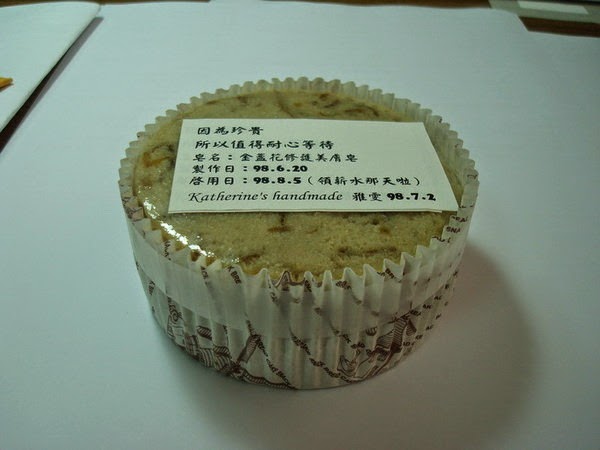 因為珍貴
所以值得耐心等待
皂名：金盞花修護美膚皂
製作日：98.6.20
啓用日：98.8.5（領薪水那天啦）
Katherine's handmade 雅雯 98.7.2